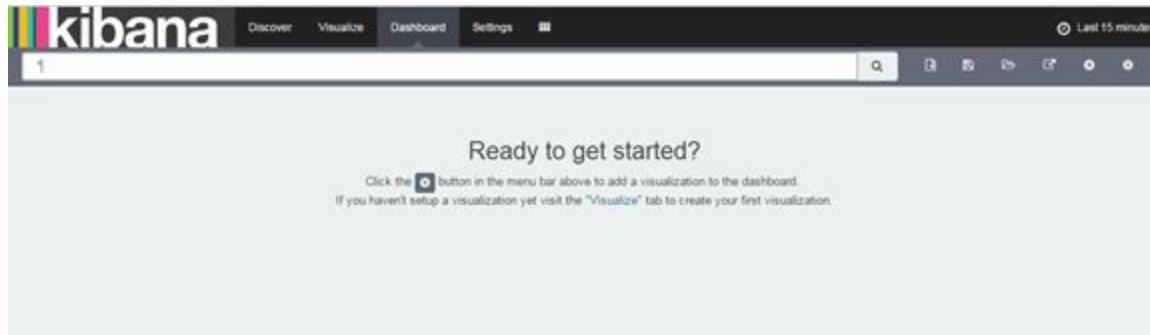 kibana Discover Visualize Dashboard Settings Last 15 minute
Ready to get started?
Click the button in the menu bar above to add a visualization to the dashboard.
If you haven't setup a visualization yet visit the "Visualize" tab to create your first visualization.